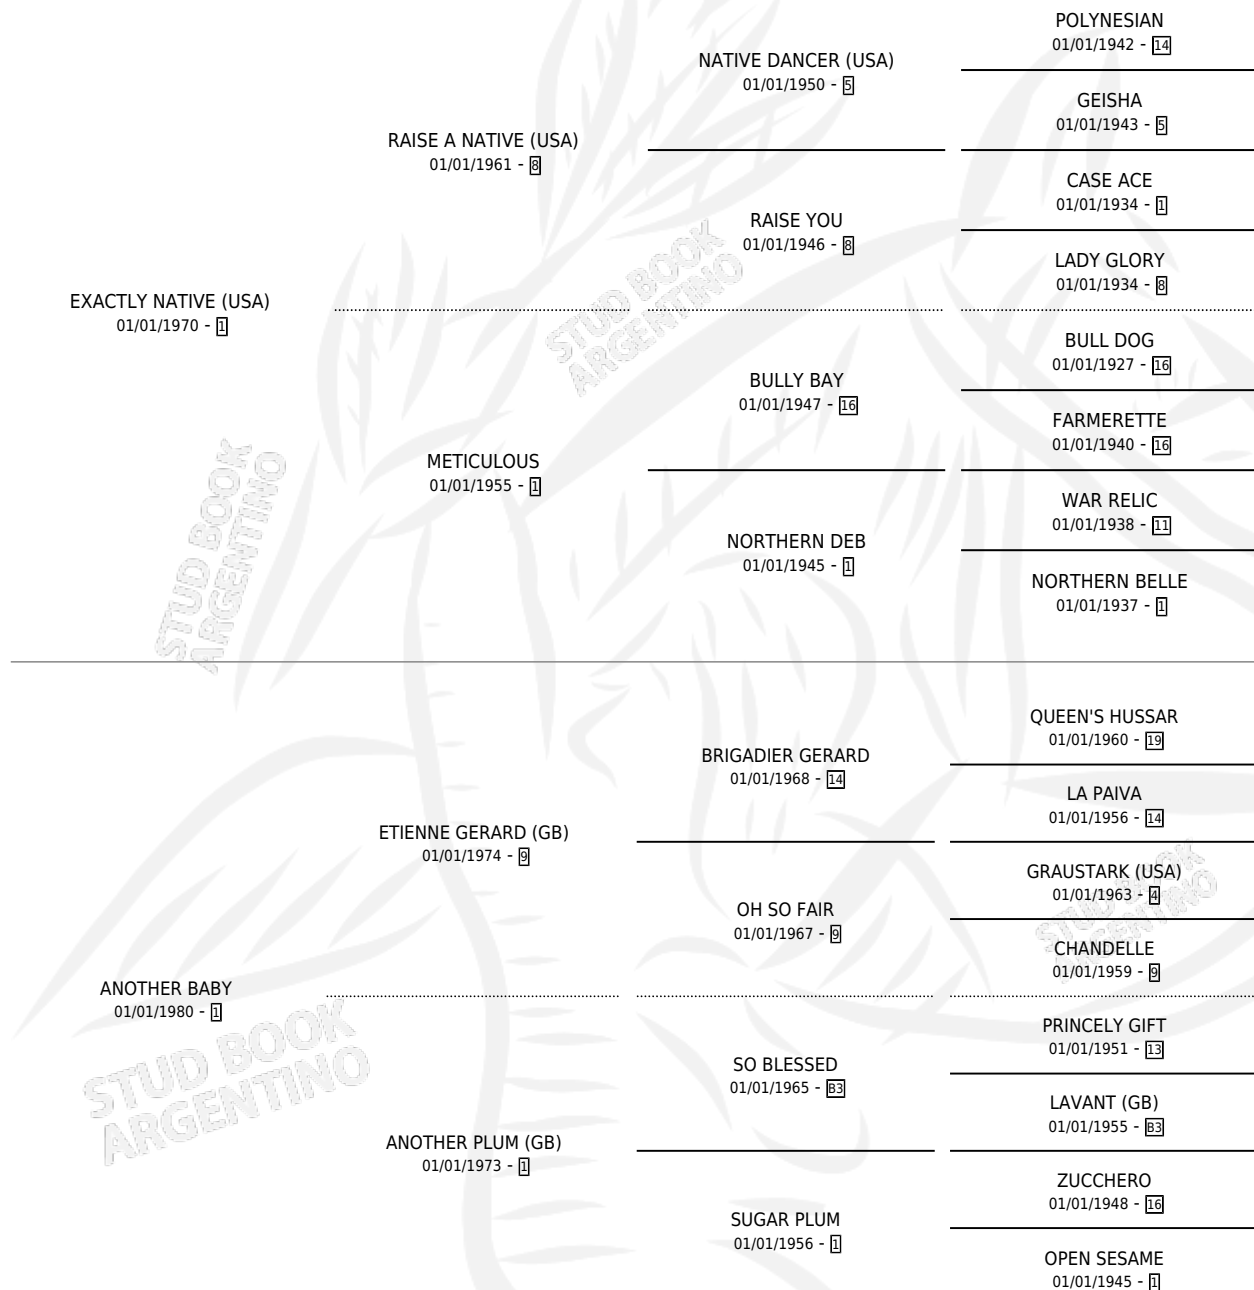 POLYNESIAN
01/01/1942 - 14
NATIVE DANCER (USA)
01/01/1950 - 5
GEISHA
01/01/1943 - 5
RAISE A NATIVE (USA)
01/01/1961 - 8
CASE ACE
01/01/1934 - 1
RAISE YOU
01/01/1946 - 8
LADY GLORY
01/01/1934 - 8
EXACTLY NATIVE (USA)
01/01/1970 - 1
BULL DOG
01/01/1927 - 16
BULLY BAY
01/01/1947 - 16
FARMERETTE
01/01/1940 - 16
METICULOUS
01/01/1955 - 1
WAR RELIC
01/01/1938 - 11
NORTHERN DEB
01/01/1945 - 1
NORTHERN BELLE
01/01/1937 - 1
STUD BOOK
ARGENTINO
STUD BOOK
ARGENTINO
QUEEN'S HUSSAR
01/01/1960 - 19
BRIGADIER GERARD
01/01/1968 - 14
LA PAIVA
01/01/1956 - 14
ETIENNE GERARD (GB)
01/01/1974 - 9
GRAUSTARK (USA)
01/01/1963 - 4
OH SO FAIR
01/01/1967 - 9
CHANDELLE
01/01/1959 - 9
STUD BOOK
ARGENTINO
ANOTHER BABY
01/01/1980 - 1
PRINCELY GIFT
01/01/1951 - 13
SO BLESSED
01/01/1965 - B3
LAVANT (GB)
01/01/1955 - B3
STUD BOOK
ARGENTINO
ANOTHER PLUM (GB)
01/01/1973 - 1
ZUCCHERO
01/01/1948 - 16
SUGAR PLUM
01/01/1956 - 1
OPEN SESAME
01/01/1945 - 1